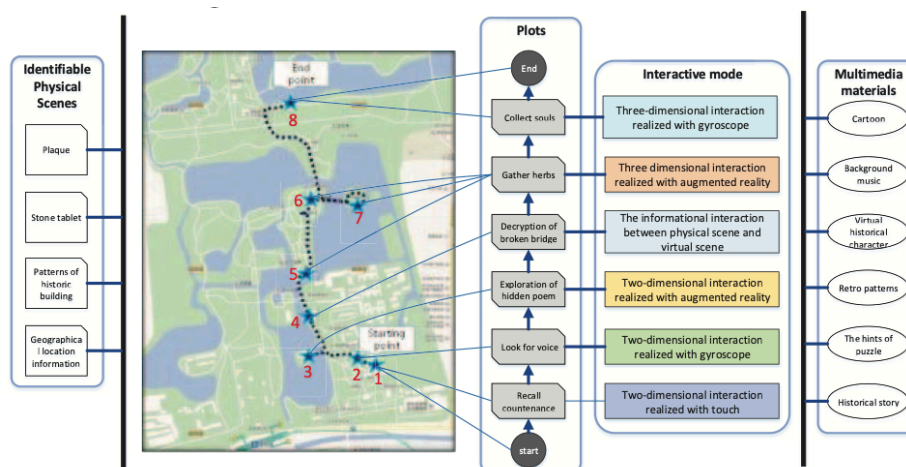 Identifiable
Physical
Scenes
Plaque
Stone tablet
Patterns of
historic building
Geographica
l location
information
End
point
8
6
7
5
4
Starting
point
3
2
1
Plots
End
Collect souls
Gather herbs
Decryption of
broken bridge
Exploration of
hidden poem
Look for voice
Recall
countenance
start
Interactive mode
Three-dimensional interaction
realized with gyroscope
Three dimensional interaction
realized with augmented reality
The informational interaction
between physical scene and
virtual scene
Two-dimensional interaction
realized with augmented reality
Two-dimensional interaction
realized with gyroscope
Two-dimensional interaction
realized with touch
Multimedia
materials
Cartoon
Background
music
Virtual
historical
character
Retro patterns
The hints of
puzzle
Historical story